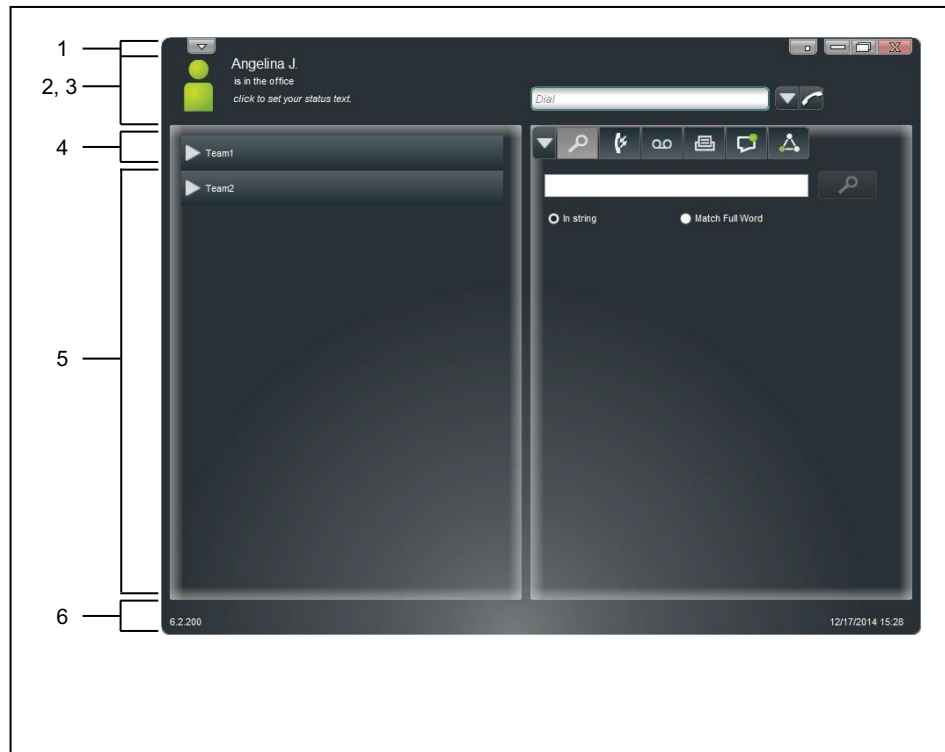 1
2, 3
4
5
6
Angelina J.
is in the office
click to set your status text.
Dial
X
Team1
Team2
In string
Match Full Word
6.2.200
12/17/2014 15:28